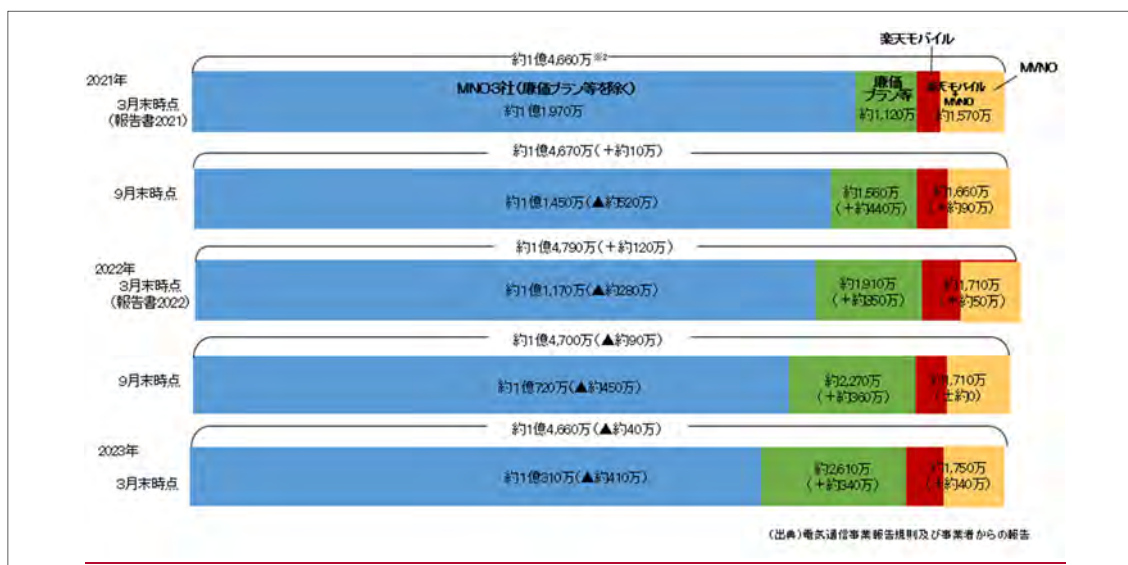 楽天モバイル
約1億4,660万※2
MVNO
2021年
3月末時点
(報告書2021)
MNO3社(廉価プラン等を除く)
約1億1,970万
廉価
プラン等
約1,120万
楽天モバイル
+
MVNO
約1,570万
約1億4,670万(+約10万)
9月末時点
約1億1,450万(▲約520万)
約1,560万
(+約440万)
約1,660万
(+約90万)
約1億4,790万(+約120万)
2022年
3月末時点
(報告書2022)
約1億1,170万(▲約280万)
約1,910万
(+約350万)
約1,710万
(+約50万)
約1億4,700万(▲約90万)
9月末時点
約1億720万(▲約450万)
約2,270万
(+約360万)
約1,710万
(±約0)
約1億4,660万(▲約40万)
2023年
3月末時点
約1億310万(▲約410万)
約2,610万
(+約340万)
約1,750万
(+約40万)
(出典)電気通信事業報告規則及び事業者からの報告